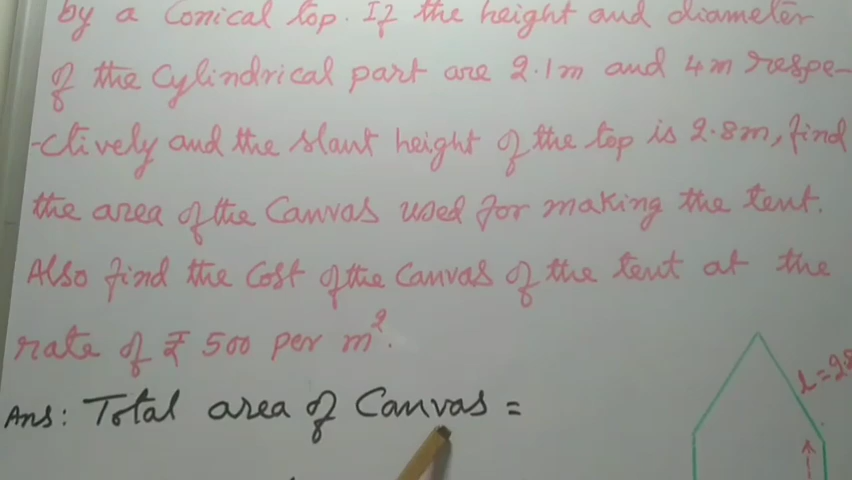 by a Conical top. If the height and diameter
of the Cylindrical part are 2.1m and 4m respe-
-ctively and the slant height of the top is 2.8m, find
the area of the Canvas used for making the tent.
Also find the Cost of the Canvas of the tent at the
rate of ₹ 500 per m².
Ans: Total area of Canvas =
l=2.8